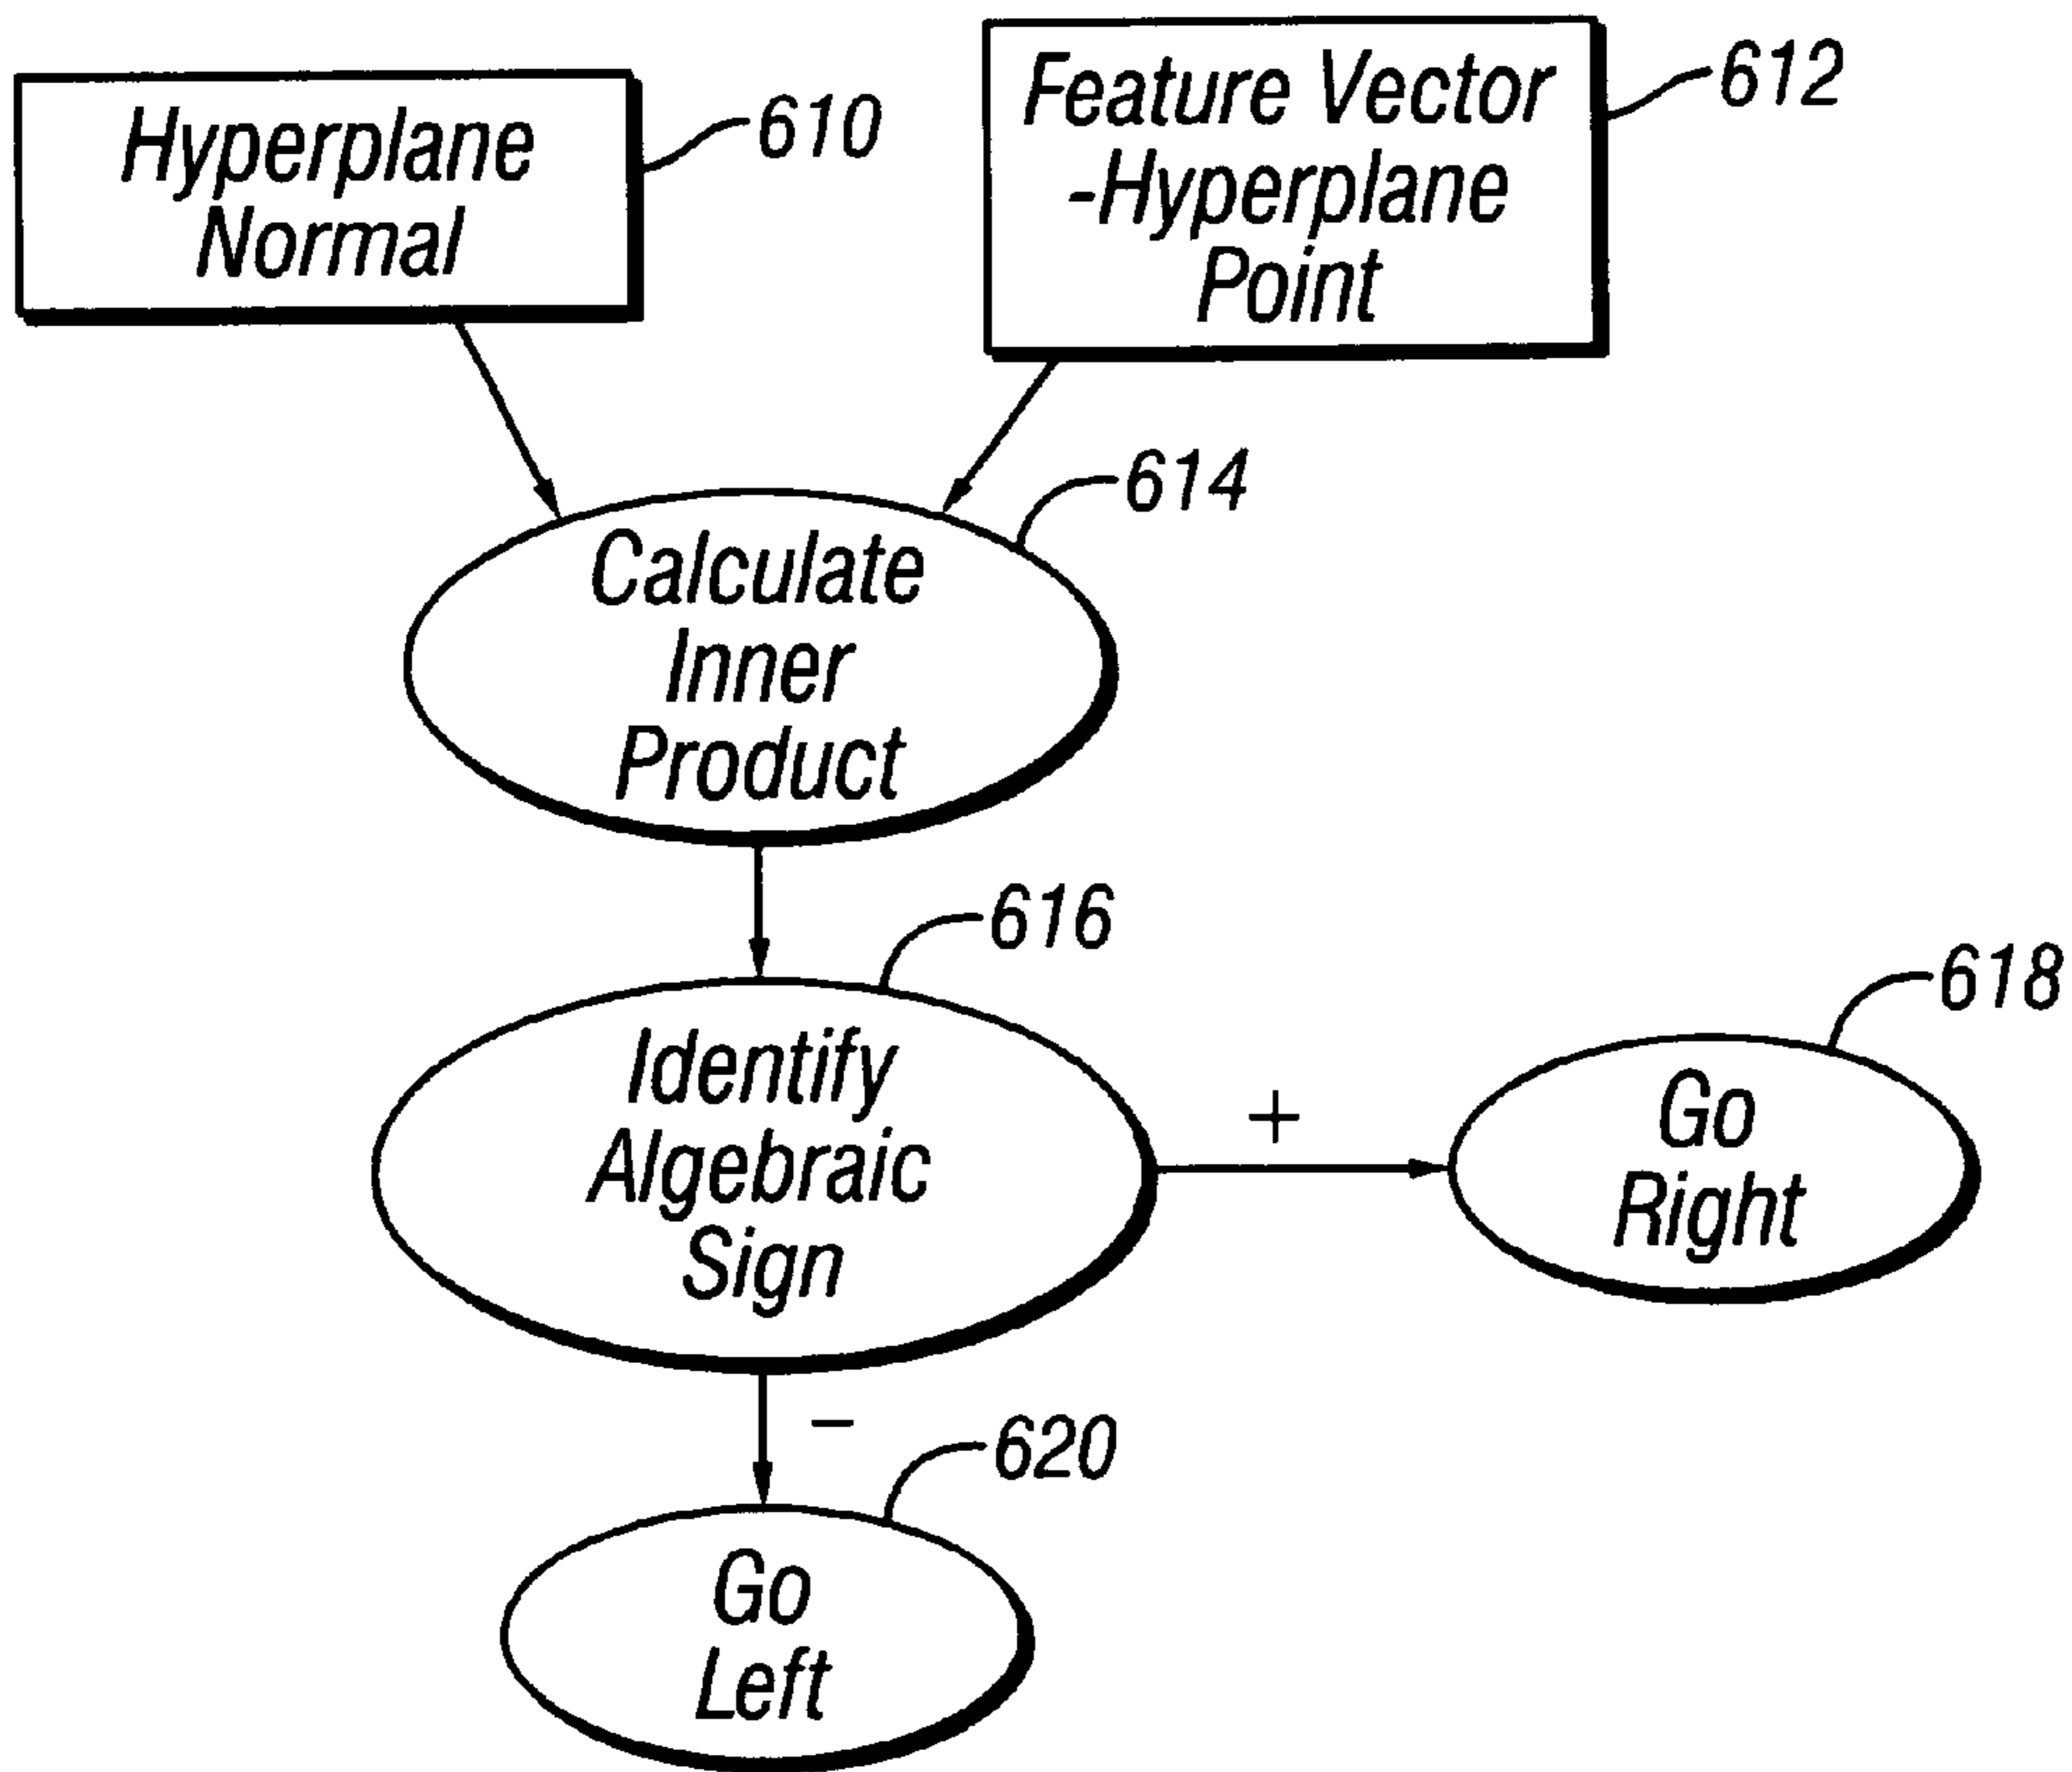 Hyperplane
Normal
610
Feature Vector
-Hyperplane
Point
612
Calculate
Inner
Product
614
Identify
Algebraic
Sign
616
+
Go
Right
618
-
Go
Left
620